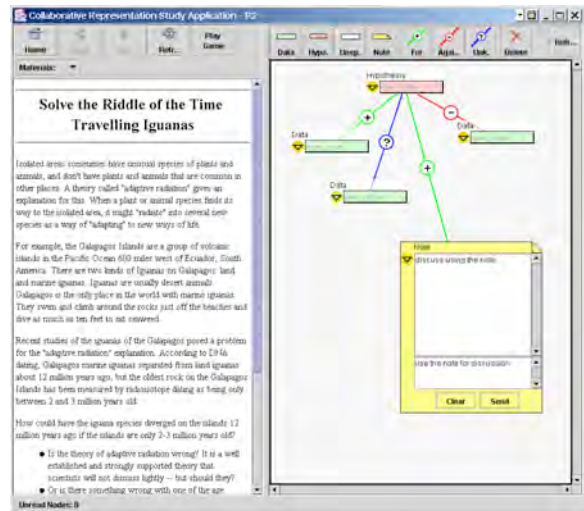 Collaborative Representation Study Application - P2
Home
Refr...
Play
Game
Data
Hypo.
Unsp.
Note
For
Agai...
Unk.
Delete
Refr...
Materials:
Solve the Riddle of the Time
Travelling Iguanas
Isolated areas sometimes have unusual species of plants and
animals, and don't have plants and animals that are common in
other places. A theory called "adaptive radiation" gives an
explanation for this. When a plant or animal species finds its
way to the isolated area, it might "radiate" into several new
species as a way of "adapting" to new ways of life.
For example, the Galapagos Islands are a group of volcanic
islands in the Pacific Ocean 600 miles west of Ecuador, South
America. There are two kinds of Iguanas on Galapagos: land
and marine iguanas. Iguanas are usually desert animals.
Galapagos is the only place in the world with marine iguanas.
They swim and climb around the rocks just off the beaches and
dive as much as ten feet to eat seaweed.
Recent studies of the iguanas of the Galapagos posed a problem
for the "adaptive radiation" explanation. According to DNA
dating, Galapagos marine iguanas separated from land iguanas
about 12 million years ago, but the oldest rock on the Galapagos
Islands has been measured by radioisotope dating as being only
between 2 and 3 million years old.
How could have the iguana species diverged on the islands 12
million years ago if the islands are only 2-3 million years old?
● Is the theory of adaptive radiation wrong? It is a well
established and strongly supported theory that
scientists will not discuss lightly -- but should they?
● Or is there something wrong with one of the age
Hypothesis
+
-
Data
Data
?
+
Data
Note
discuss using the note
use the note for discussion
Clear
Send
Unread Nodes: 0